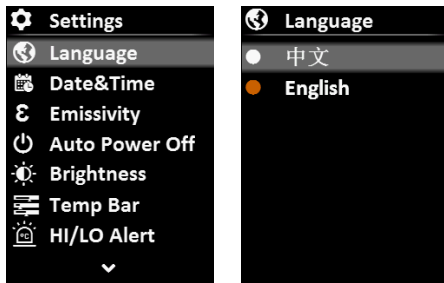 Settings
Language
Date&Time
Emissivity
Auto Power Off
Brightness
Temp Bar
HI/LO Alert
Language
中文
English